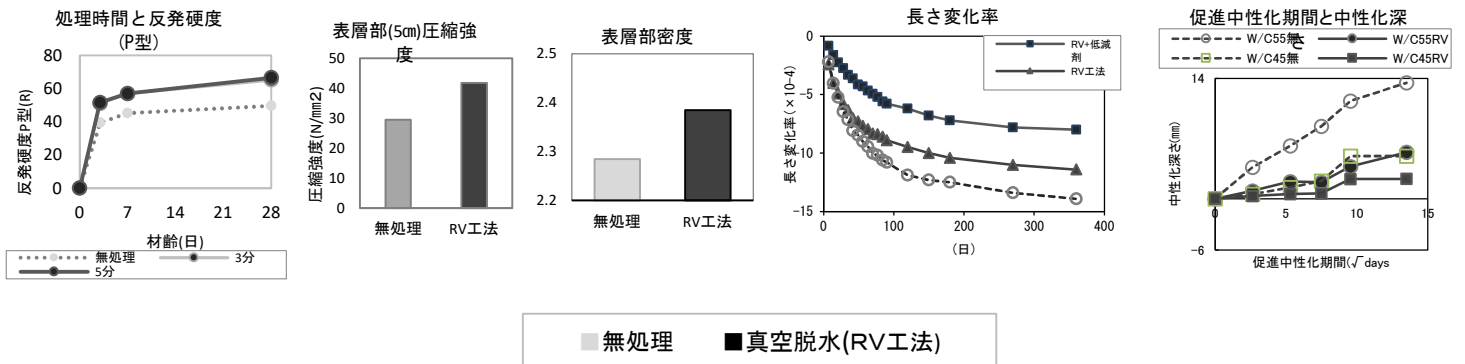 処理時間と反発硬度
(P型)
反発硬度P型(R)
80
60
40
20
0
0 7 14 21 28
材齢(日)
無処理 3分
5分
表層部(5㎝)圧縮強
度
圧縮強度(N/mm2)
50
40
30
20
10
0
無処理 RV工法
表層部密度
2.5
2.4
2.3
2.2
無処理 RV工法
長さ変化率
長さ変化率(×10-4)
0
-5
-10
-15
RV+低減
剤
RV工法
0 100 200 300 400
(日)
促進中性化期間と中性化深
さ
W/C55無 W/C55RV
W/C45無 W/C45RV
中性化深さ(mm)
14
-6
0 5 10 15
促進中性化期間(√days
無処理 真空脱水(RV工法)